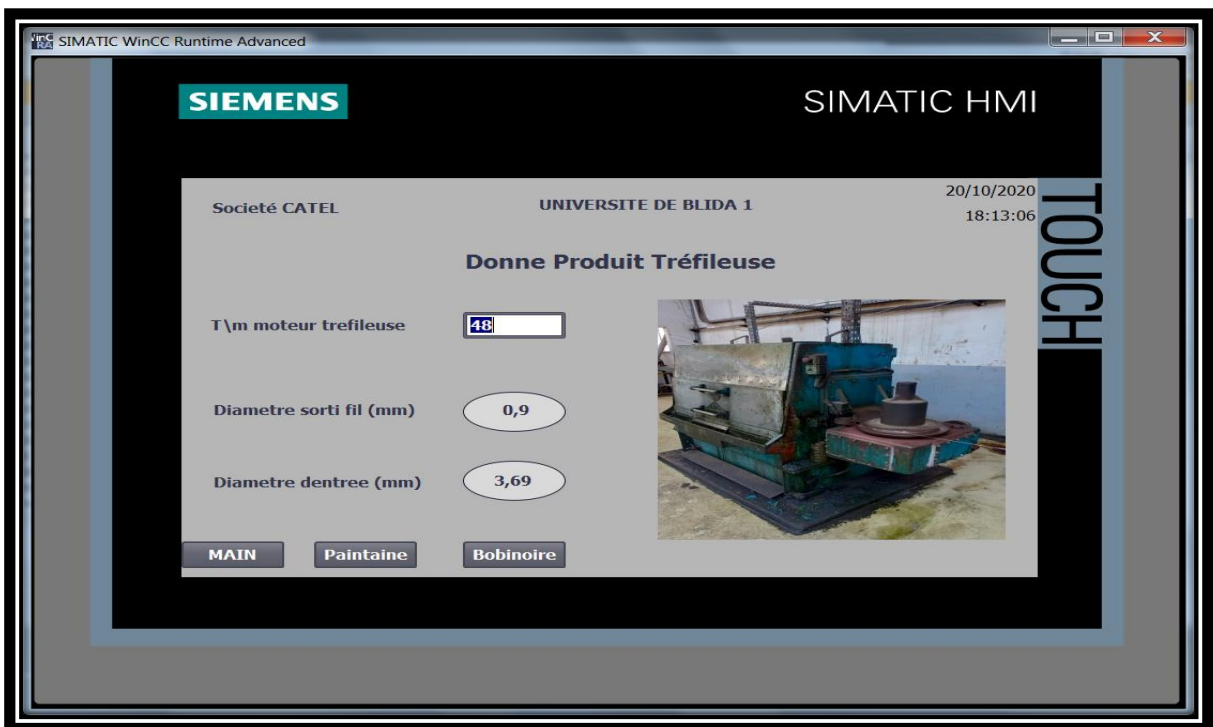 SIMATIC WinCC Runtime Advanced
SIEMENS
SIMATIC HMI
TOUCH
Societé CATEL
UNIVERSITE DE BLIDA 1
20/10/2020
18:13:06
Donne Produit Tréfileuse
T\m moteur trefileuse
48
Diametre sorti fil (mm)
0,9
Diametre dentree (mm)
3,69
MAIN
Paintaine
Bobinoire